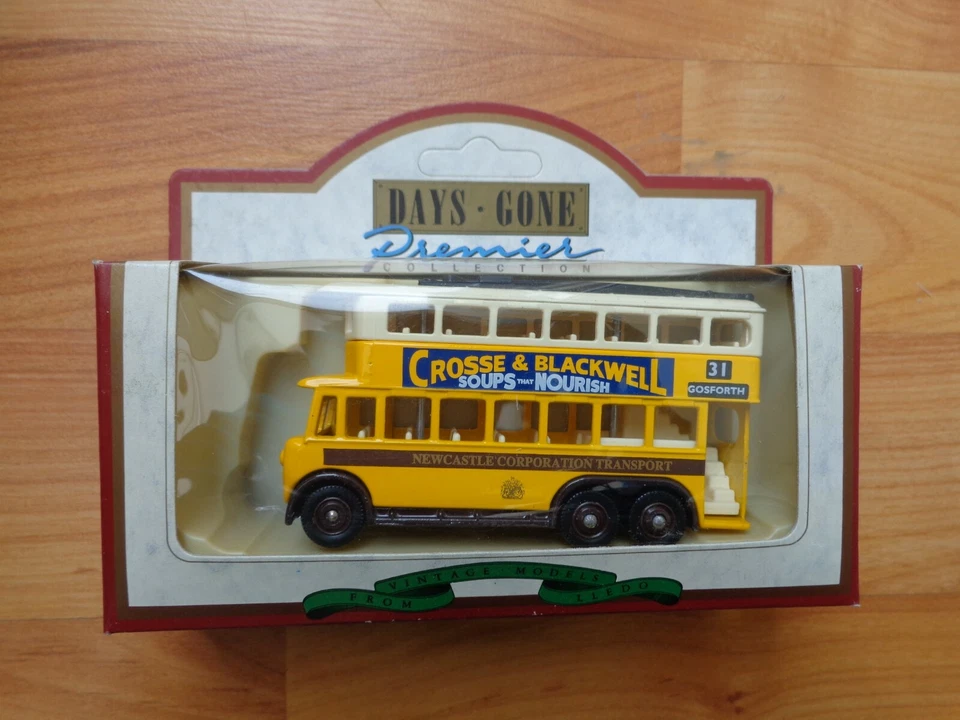 DAYS · GONE
Premier
COLLECTION
CROSSE & BLACKWELL
SOUPS THAT NOURISH
31
GOSFORTH
NEWCASTLE CORPORATION TRANSPORT
VINTAGE MODELS
FROM LLEDO